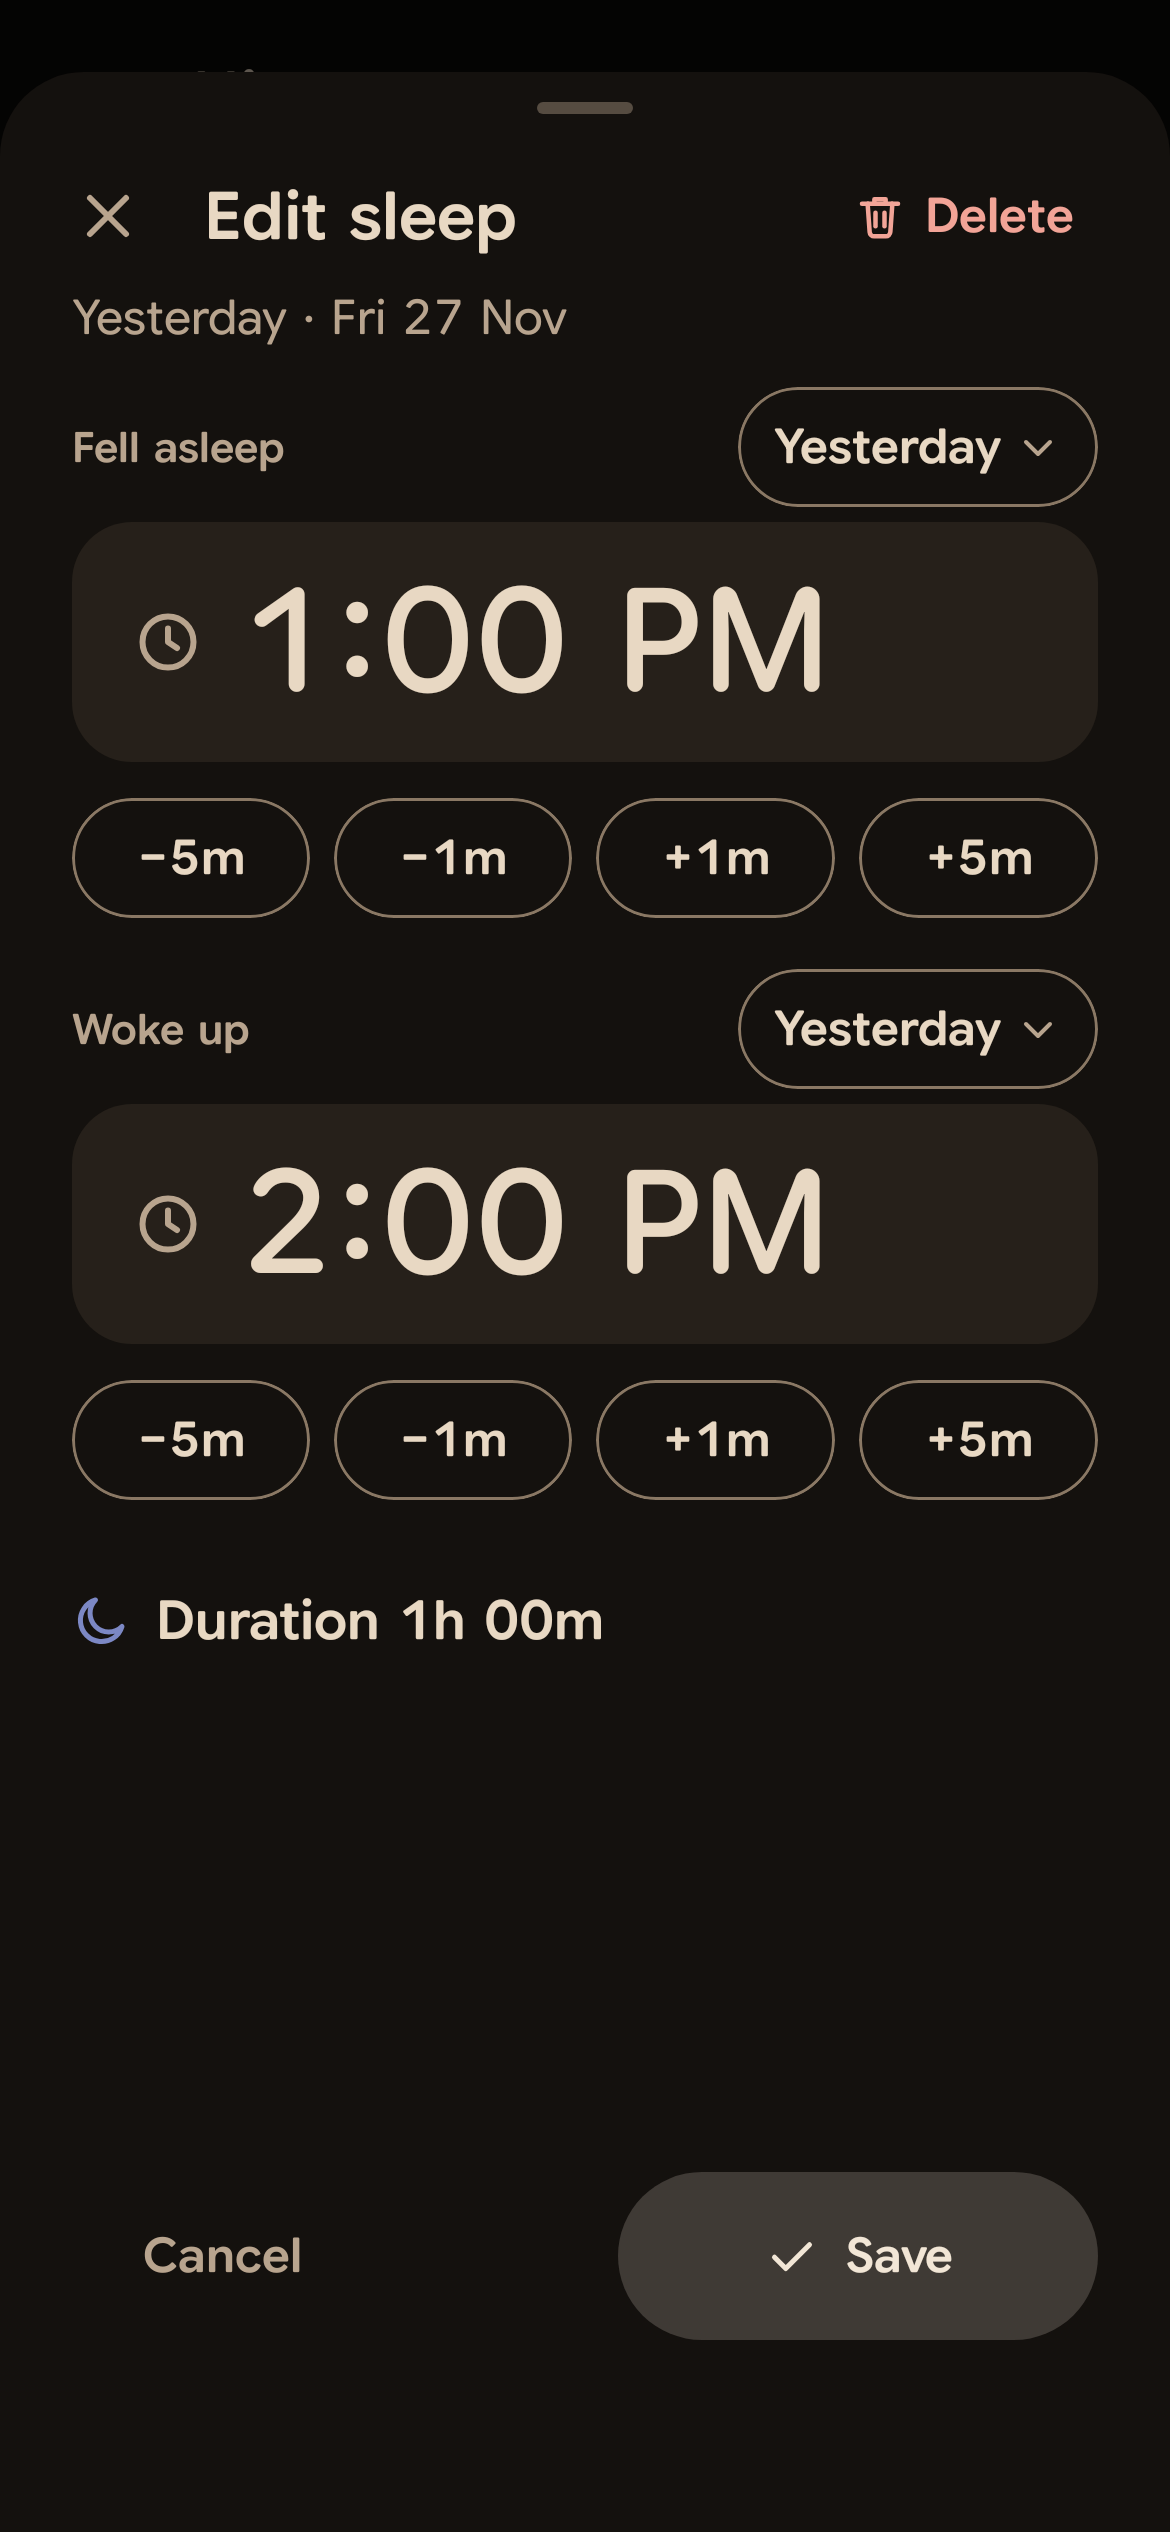 Edit sleep
Delete
Yesterday · Fri 27 Nov
Fell asleep
Yesterday
1:00 PM
−5m
−1m
+1m
+5m
Woke up
Yesterday
2:00 PM
−5m
−1m
+1m
+5m
Duration 1h 00m
Cancel
Save